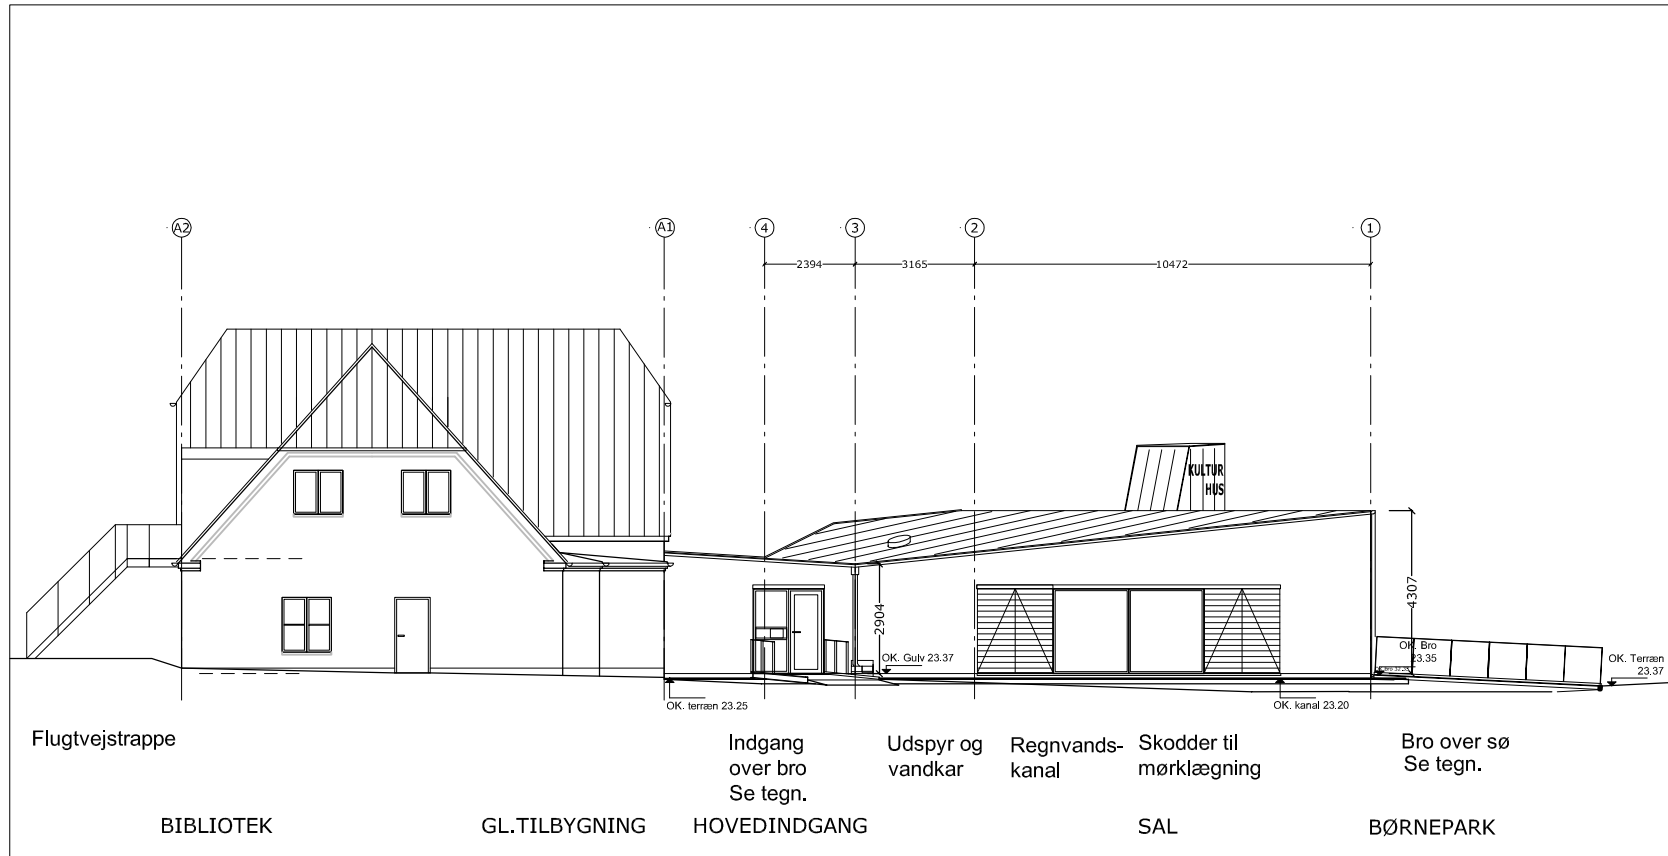 A2
A1
4
3
2
1
2394
3165
10472
KULTUR
HUS
4307
2904
OK. Gulv 23.37
OK. Bro
23.35
OK. Terræn
23.37
OK. terræn 23.25
OK. kanal 23.20
Flugtvejstrappe
Indgang
over bro
Se tegn.
Udspyr og
vandkar
Regnvands-
kanal
Skodder til
mørklægning
Bro over sø
Se tegn.
BIBLIOTEK
GL.TILBYGNING
HOVEDINDGANG
SAL
BØRNEPARK